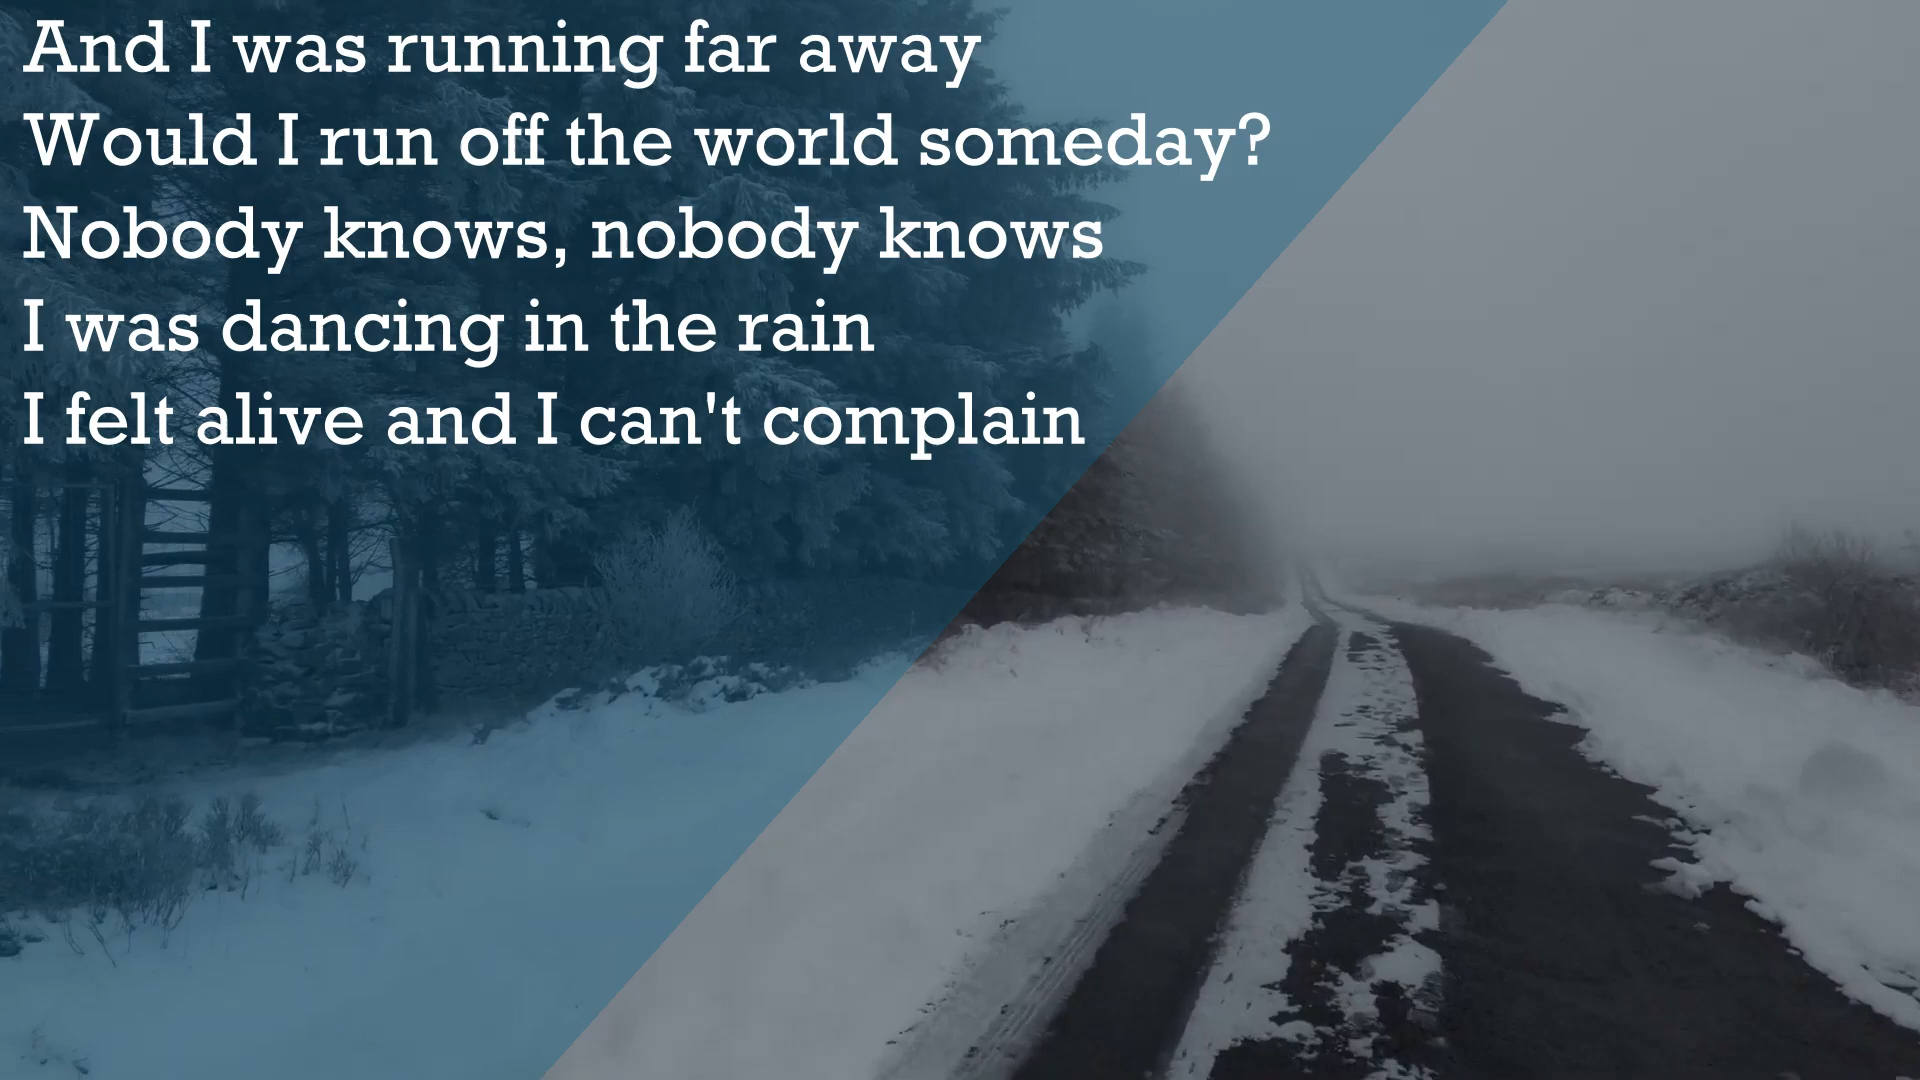 And I was running far away
Would I run off the world someday?
Nobody knows, nobody knows
I was dancing in the rain
I felt alive and I can't complain